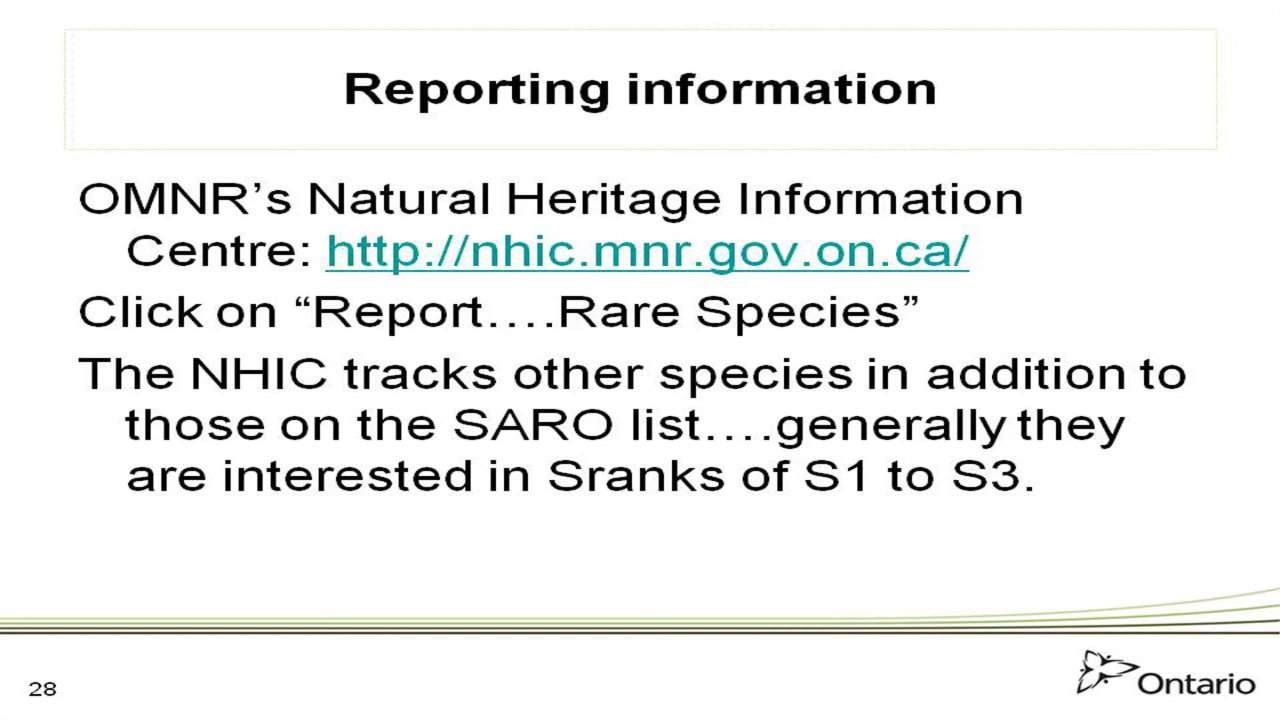 Reporting information
OMNR’s Natural Heritage Information
Centre: http://nhic.mnr.gov.on.ca/
Click on “Report….Rare Species”
The NHIC tracks other species in addition to
those on the SARO list….generally they
are interested in Sranks of S1 to S3.
28
Ontario